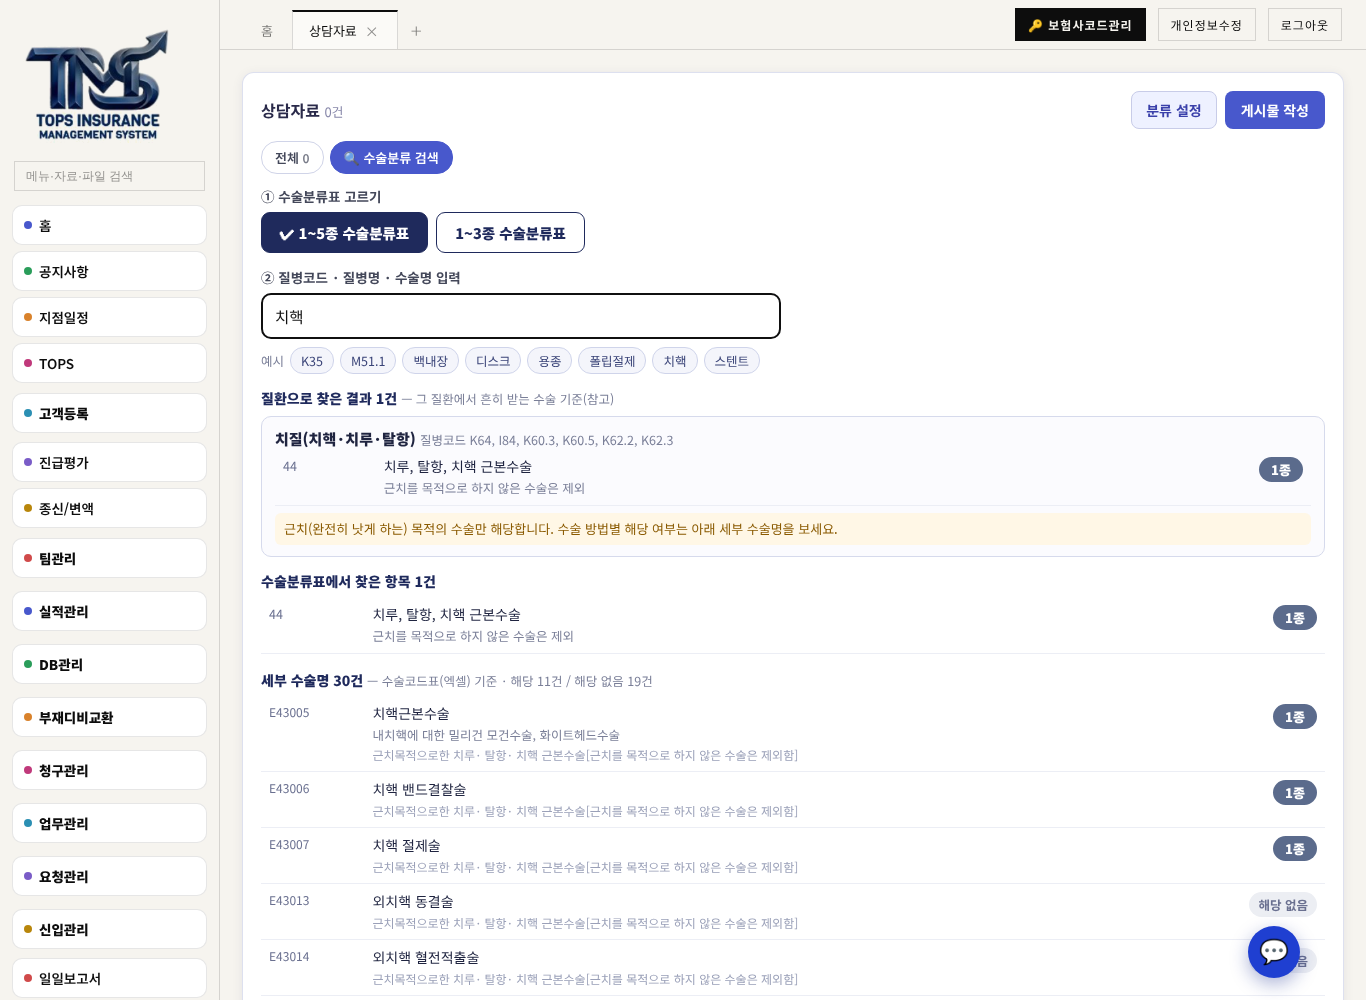 TMS
TOPS INSURANCE
MANAGEMENT SYSTEM
메뉴·자료·파일 검색
홈
공지사항
지점일정
TOPS
고객등록
진급평가
종신/변액
팀관리
실적관리
DB관리
부재디비교환
청구관리
업무관리
요청관리
신입관리
일일보고서
홈
상담자료 ×
+
보험사코드관리
개인정보수정
로그아웃
상담자료 0건
분류 설정
게시물 작성
전체 0
수술분류 검색
① 수술분류표 고르기
✔ 1~5종 수술분류표
1~3종 수술분류표
② 질병코드 · 질병명 · 수술명 입력
치핵
예시 K35 M51.1 백내장 디스크 용종 폴립절제 치핵 스텐트
질환으로 찾은 결과 1건 — 그 질환에서 흔히 받는 수술 기준(참고)
치질(치핵·치루·탈항) 질병코드 K64, I84, K60.3, K60.5, K62.2, K62.3
44 치루, 탈항, 치핵 근본수술 1종
근치를 목적으로 하지 않은 수술은 제외
근치(완전히 낫게 하는) 목적의 수술만 해당합니다. 수술 방법별 해당 여부는 아래 세부 수술명을 보세요.
수술분류표에서 찾은 항목 1건
44 치루, 탈항, 치핵 근본수술 1종
근치를 목적으로 하지 않은 수술은 제외
세부 수술명 30건 — 수술코드표(엑셀) 기준 · 해당 11건 / 해당 없음 19건
E43005 치핵근본수술 1종
내치핵에 대한 밀리건 모건수술, 화이트헤드수술
근치목적으로한 치루· 탈항· 치핵 근본수술[근치를 목적으로 하지 않은 수술은 제외함]
E43006 치핵 밴드결찰술 1종
근치목적으로한 치루· 탈항· 치핵 근본수술[근치를 목적으로 하지 않은 수술은 제외함]
E43007 치핵 절제술 1종
근치목적으로한 치루· 탈항· 치핵 근본수술[근치를 목적으로 하지 않은 수술은 제외함]
E43013 외치핵 동결술 해당 없음
근치목적으로한 치루· 탈항· 치핵 근본수술[근치를 목적으로 하지 않은 수술은 제외함]
E43014 외치핵 혈전적출술 음
근치목적으로한 치루· 탈항· 치핵 근본수술[근치를 목적으로 하지 않은 수술은 제외함]